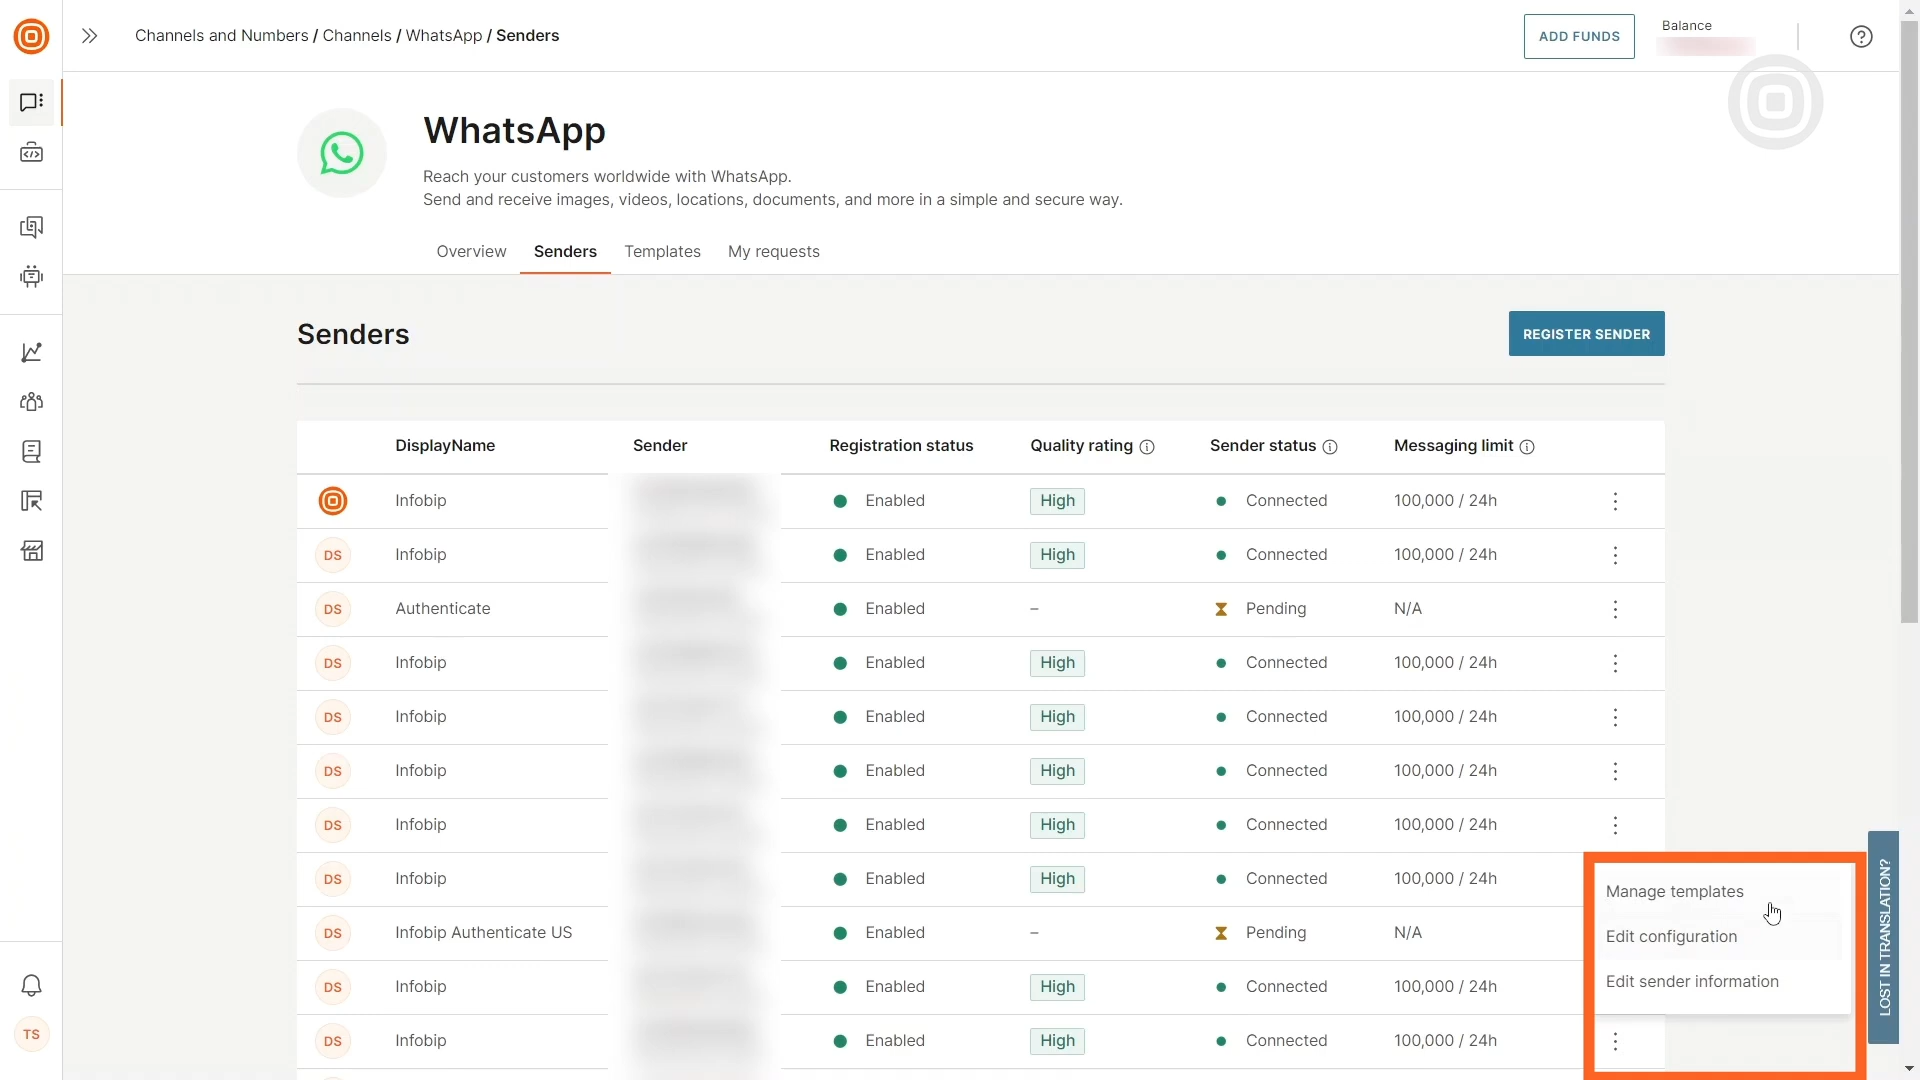 Channels and Numbers / Channels / WhatsApp / Senders
ADD FUNDS
Balance
WhatsApp
Reach your customers worldwide with WhatsApp.
Send and receive images, videos, locations, documents, and more in a simple and secure way.
Overview Senders Templates My requests
Senders
REGISTER SENDER
DisplayName Sender Registration status Quality rating Sender status Messaging limit
Infobip Enabled High Connected 100,000 / 24h
DS Infobip Enabled High Connected 100,000 / 24h
DS Authenticate Enabled – Pending N/A
DS Infobip Enabled High Connected 100,000 / 24h
DS Infobip Enabled High Connected 100,000 / 24h
DS Infobip Enabled High Connected 100,000 / 24h
DS Infobip Enabled High Connected 100,000 / 24h
DS Infobip Enabled High Connected 100,000 / 24h
DS Infobip Authenticate US Enabled – Pending N/A
DS Infobip Enabled High Connected 100,000 / 24h
DS Infobip Enabled High Connected 100,000 / 24h
Manage templates
Edit configuration
Edit sender information
LOST IN TRANSLATION?
TS